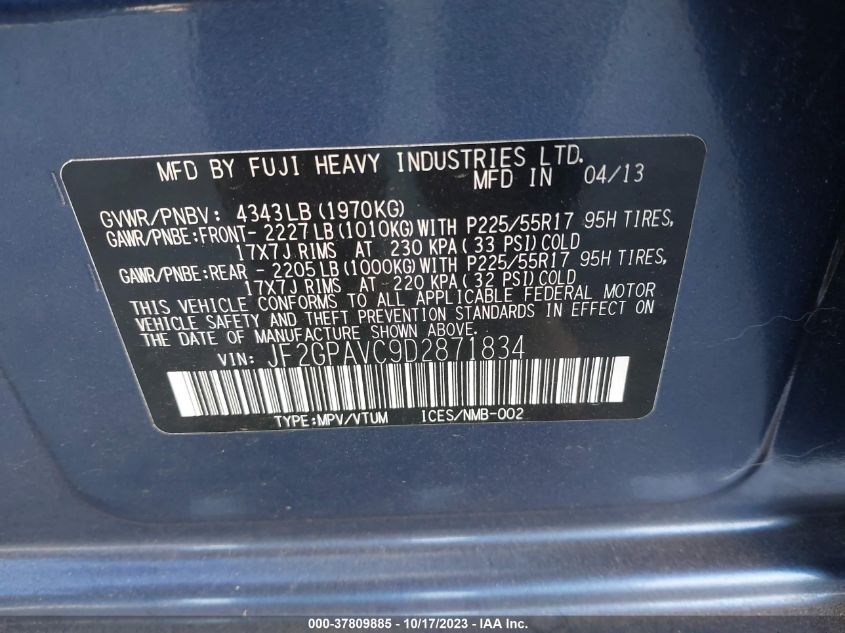 MFD BY FUJI HEAVY INDUSTRIES LTD.
MFD IN 04/13
GVWR/PNBV: 4343LB (1970KG)
GAWR/PNBE:FRONT- 2227LB(1010KG)WITH P225/55R17 95H TIRES,
17X7J RIMS AT 230 KPA( 33 PSI)COLD
GAWR/PNBE:REAR - 2205LB(1000KG)WITH P225/55R17 95H TIRES,
17X7J RIMS AT 220 KPA( 32 PSI)COLD
THIS VEHICLE CONFORMS TO ALL APPLICABLE FEDERAL MOTOR
VEHICLE SAFETY AND THEFT PREVENTION STANDARDS IN EFFECT ON
THE DATE OF MANUFACTURE SHOWN ABOVE.
VIN: JF2GPAVC9D2871834
TYPE:MPV/VTUM ICES/NMB-002
000-37809885 - 10/17/2023 - IAA Inc.